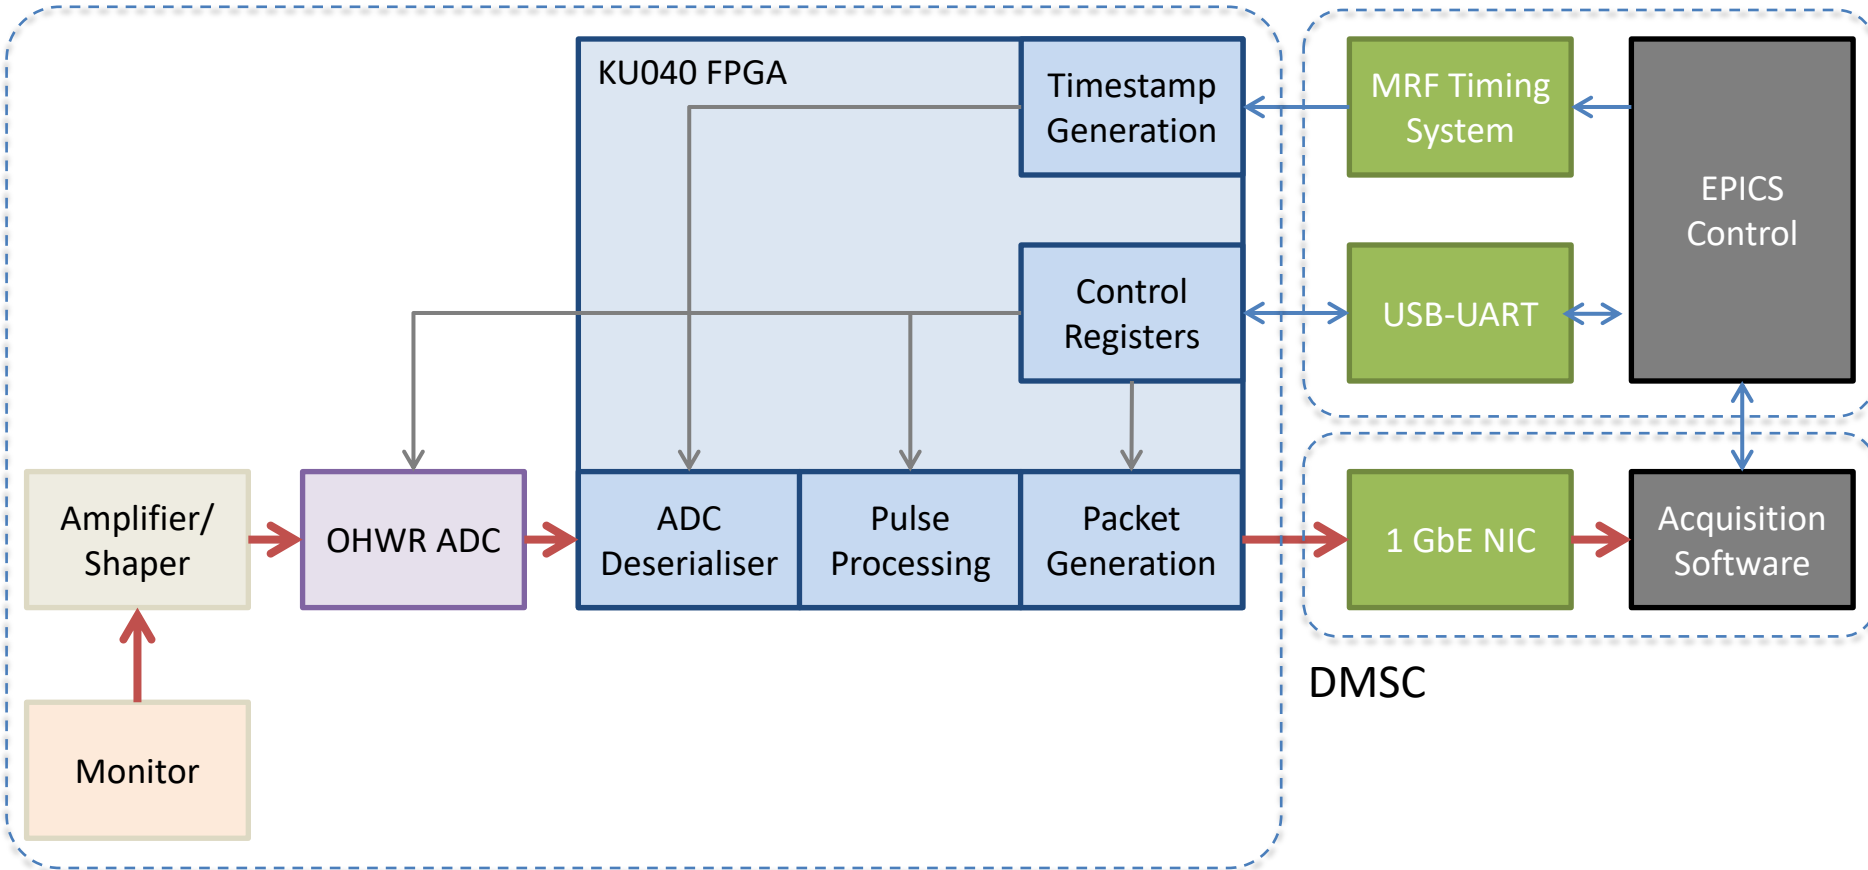 KU040 FPGA
Timestamp
Generation
MRF Timing
System
EPICS
Control
Control
Registers
USB-UART
Amplifier/
Shaper
OHWR ADC
ADC
Deserialiser
Pulse
Processing
Packet
Generation
1 GbE NIC
Acquisition
Software
DMSC
Monitor